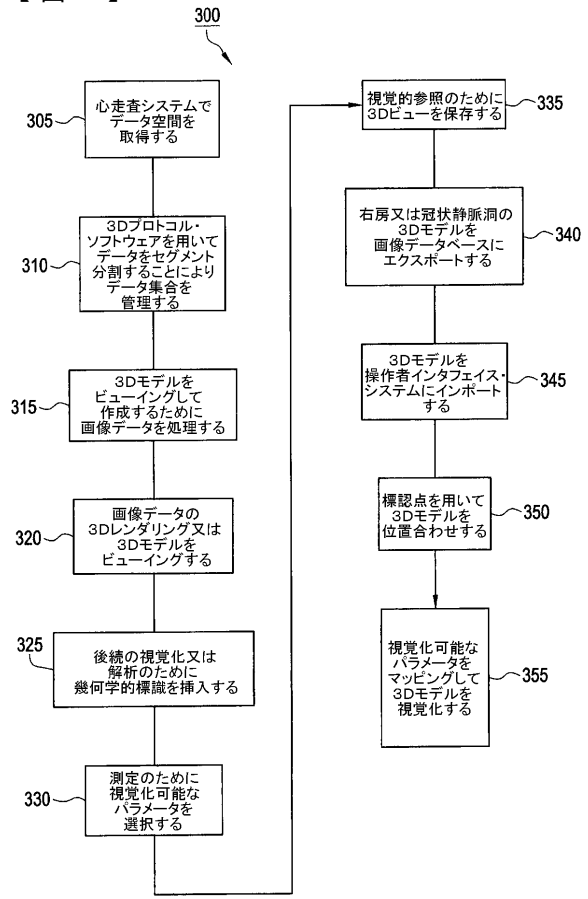 300
305
心走査システムで
データ空間を
取得する
310
3Dプロトコル・
ソフトウェアを用いて
データをセグメント
分割することにより
データ集合を
管理する
315
3Dモデルを
ビューイングして
作成するために
画像データを処理する
320
画像データの
3Dレンダリング又は
3Dモデルを
ビューイングする
325
後続の視覚化又は
解析のために
幾何学的標識を挿入する
330
測定のために
視覚化可能な
パラメータを
選択する
視覚的参照のために
3Dビューを保存する
335
右房又は冠状静脈洞の
3Dモデルを
画像データベースに
エクスポートする
340
3Dモデルを
操作者インタフェイス・
システムにインポート
する
345
標認点を用いて
3Dモデルを
位置合わせする
350
視覚化可能な
パラメータを
マッピングして
3Dモデルを
視覚化する
355